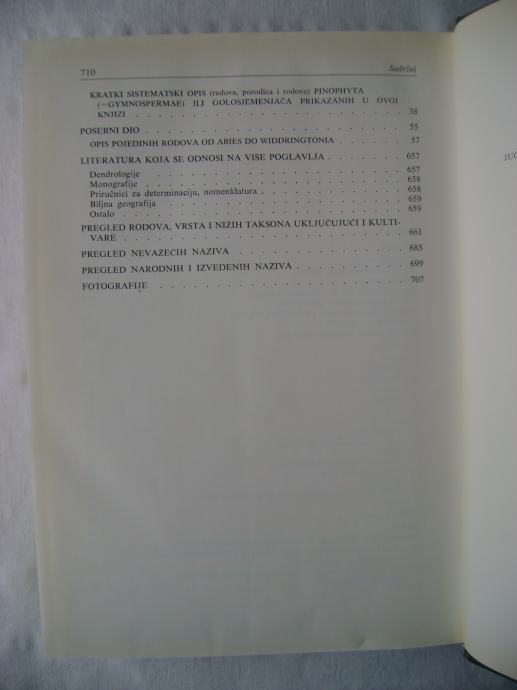 710 Sadržaj
KRATKI SISTEMATSKI OPIS (redova, porodica i rodova) PINOPHYTA
(=GYMNOSPERMAE) ILI GOLOSJEMENJAČA PRIKAZANIH U OVOJ
KNJIZI . . . . . . . . . . . . . . . . . . 38
POSEBNI DIO . . . . . . . . . . . . . . . . . . 55
OPIS POJEDINIH RODOVA OD ABIES DO WIDDRINGTONIA . . . . . . 57
LITERATURA KOJA SE ODNOSI NA VIŠE POGLAVLJA . . . . . . 657
Dendrologije . . . . . . . . . . . . . . . . . 657
Monografije . . . . . . . . . . . . . . . . . 658
Priručnici za determinaciju, nomenklatura . . . . . . . . . . 658
Biljna geografija . . . . . . . . . . . . . . . . 659
Ostalo . . . . . . . . . . . . . . . . . . . 659
PREGLED RODOVA, VRSTA I NIŽIH TAKSONA UKLJUČUJUĆI I KULTI-
VARE . . . . . . . . . . . . . . . . . . . 661
PREGLED NEVAŽEĆIH NAZIVA . . . . . . . . . . . . 685
PREGLED NARODNIH I IZVEDENIH NAZIVA . . . . . . . . 699
FOTOGRAFIJE . . . . . . . . . . . . . . . . . 707
JUG